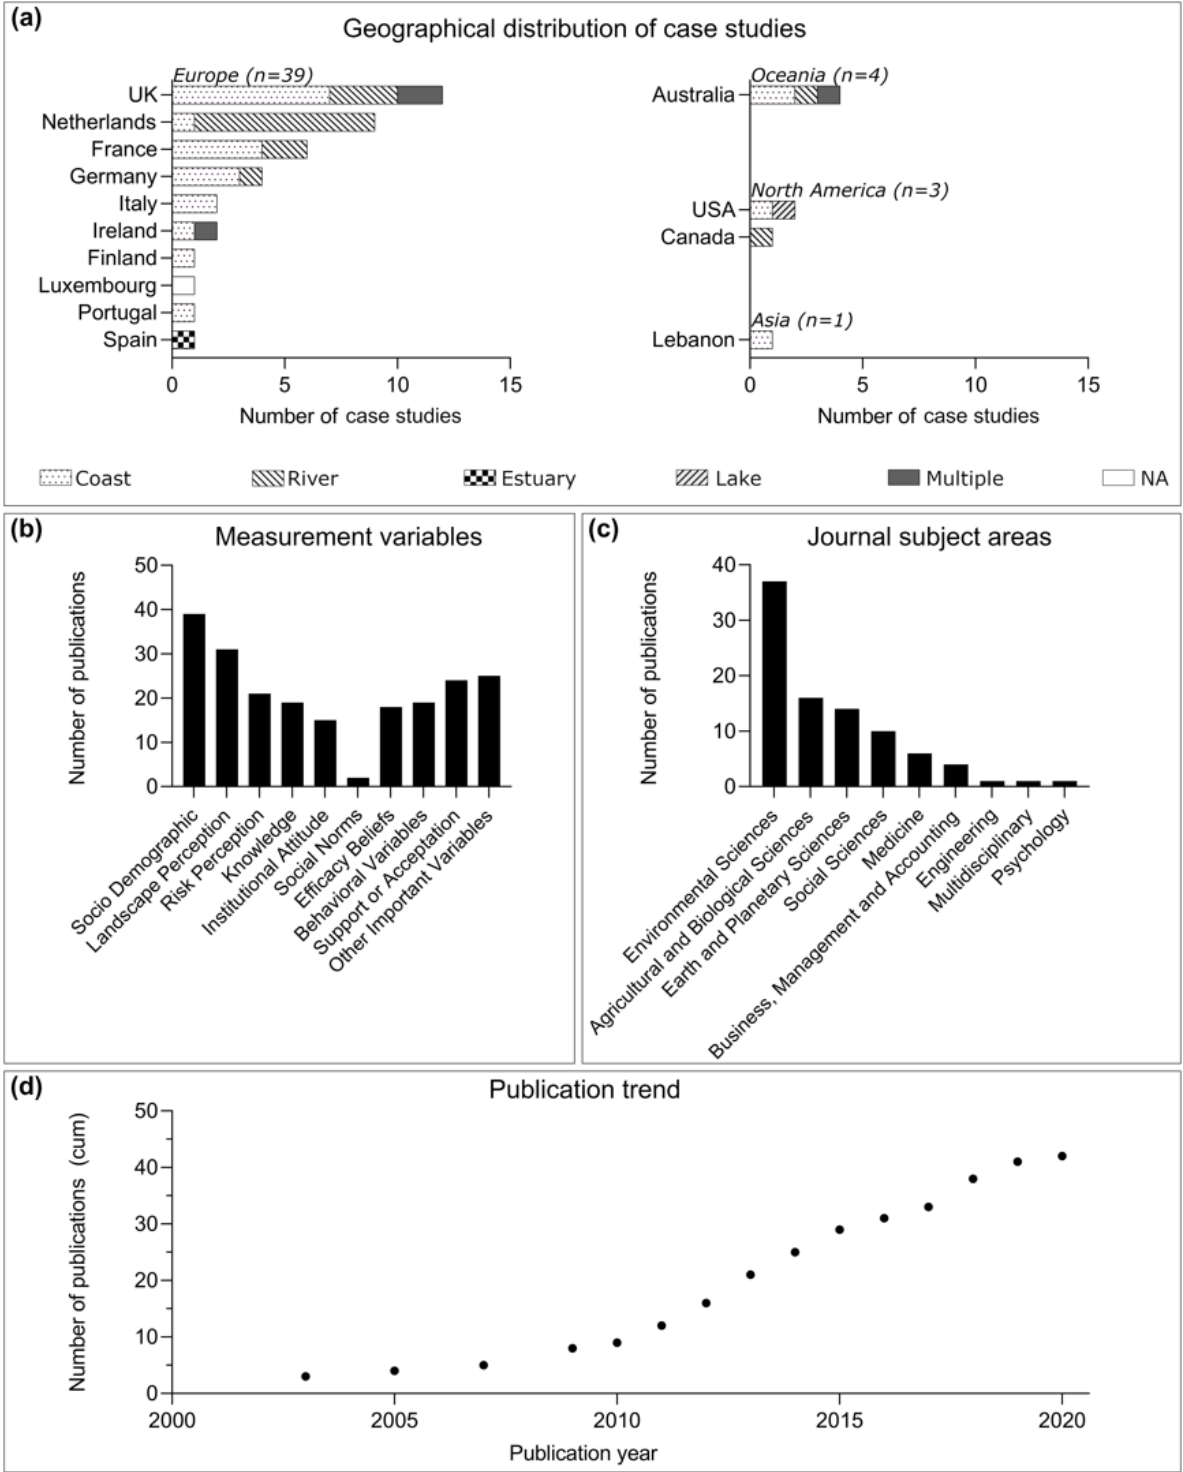 (a)
Geographical distribution of case studies
Europe (n=39)
UK
Netherlands
France
Germany
Italy
Ireland
Finland
Luxembourg
Portugal
Spain
0 5 10 15
Number of case studies
Oceania (n=4)
Australia
North America (n=3)
USA
Canada
Asia (n=1)
Lebanon
0 5 10 15
Number of case studies
Coast River Estuary Lake Multiple NA
(b)
Measurement variables
Number of publications
50
40
30
20
10
0
Socio Demographic
Landscape Perception
Risk Perception
Knowledge
Institutional Attitude
Social Norms
Efficacy Beliefs
Behavioral Variables
Support or Acceptation
Other Important Variables
(c)
Journal subject areas
Number of publications
40
30
20
10
0
Environmental Sciences
Agricultural and Biological Sciences
Earth and Planetary Sciences
Social Sciences
Medicine
Business, Management and Accounting
Engineering
Multidisciplinary
Psychology
(d)
Publication trend
Number of publications (cum)
50
40
30
20
10
0
2000 2005 2010 2015 2020
Publication year